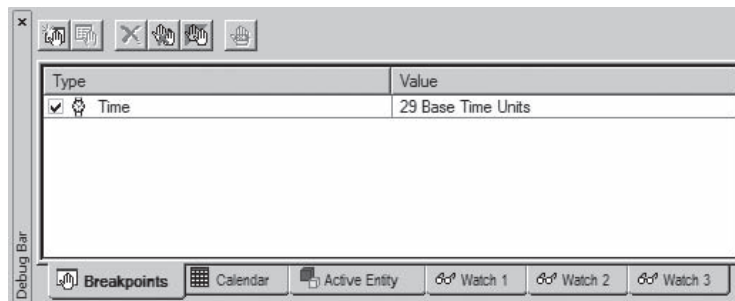 Type Value
Time 29 Base Time Units
Debug Bar
Breakpoints Calendar Active Entity Watch 1 Watch 2 Watch 3